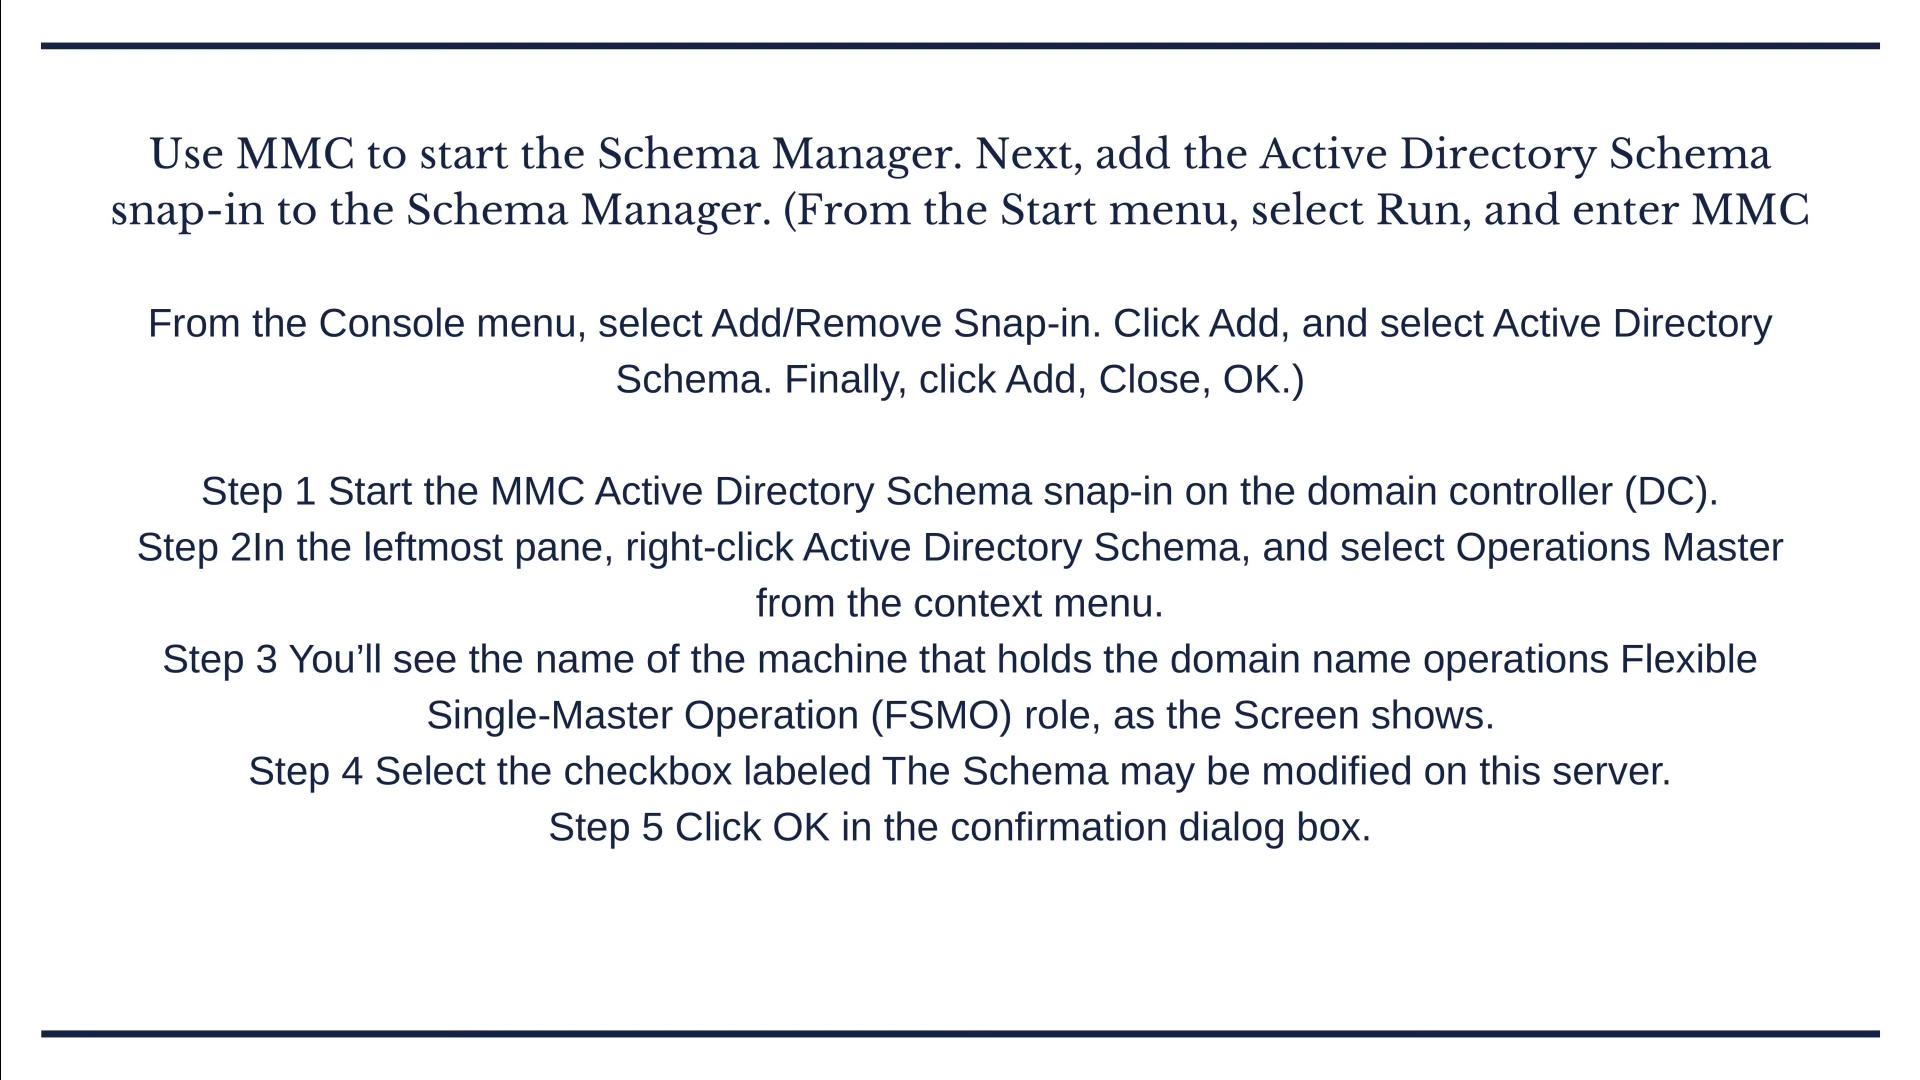 Use MMC to start the Schema Manager. Next, add the Active Directory Schema
snap-in to the Schema Manager. (From the Start menu, select Run, and enter MMC
From the Console menu, select Add/Remove Snap-in. Click Add, and select Active Directory
Schema. Finally, click Add, Close, OK.)
Step 1 Start the MMC Active Directory Schema snap-in on the domain controller (DC).
Step 2In the leftmost pane, right-click Active Directory Schema, and select Operations Master
from the context menu.
Step 3 You’ll see the name of the machine that holds the domain name operations Flexible
Single-Master Operation (FSMO) role, as the Screen shows.
Step 4 Select the checkbox labeled The Schema may be modified on this server.
Step 5 Click OK in the confirmation dialog box.